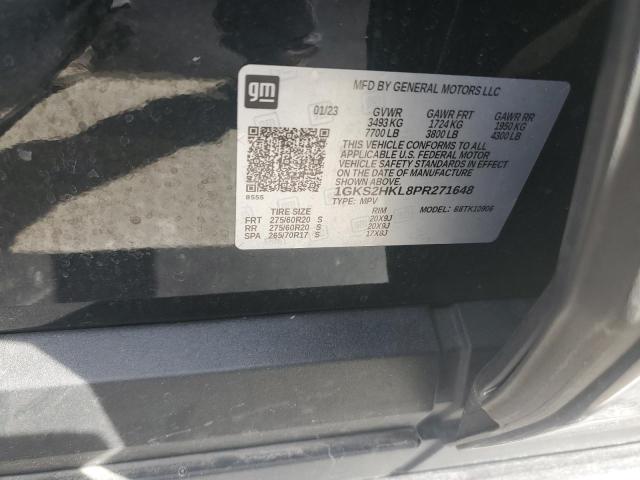 gm
MFD BY GENERAL MOTORS LLC
01/23 GVWR GAWR FRT GAWR RR
3493 KG 1724 KG 1950 KG
7700 LB 3800 LB 4300 LB
THIS VEHICLE CONFORMS TO ALL
APPLICABLE U.S. FEDERAL MOTOR
VEHICLE SAFETY STANDARDS IN EFFECT
ON THE DATE OF MANUFACTURE SHOWN ABOVE.
1GKS2HKL8PR271648
TYPE: MPV MODEL: 68TK10906
8555
TIRE SIZE RIM
FRT 275/60R20 S 20X9J
RR 275/60R20 S 20X9J
SPA 265/70R17 S 17X8J